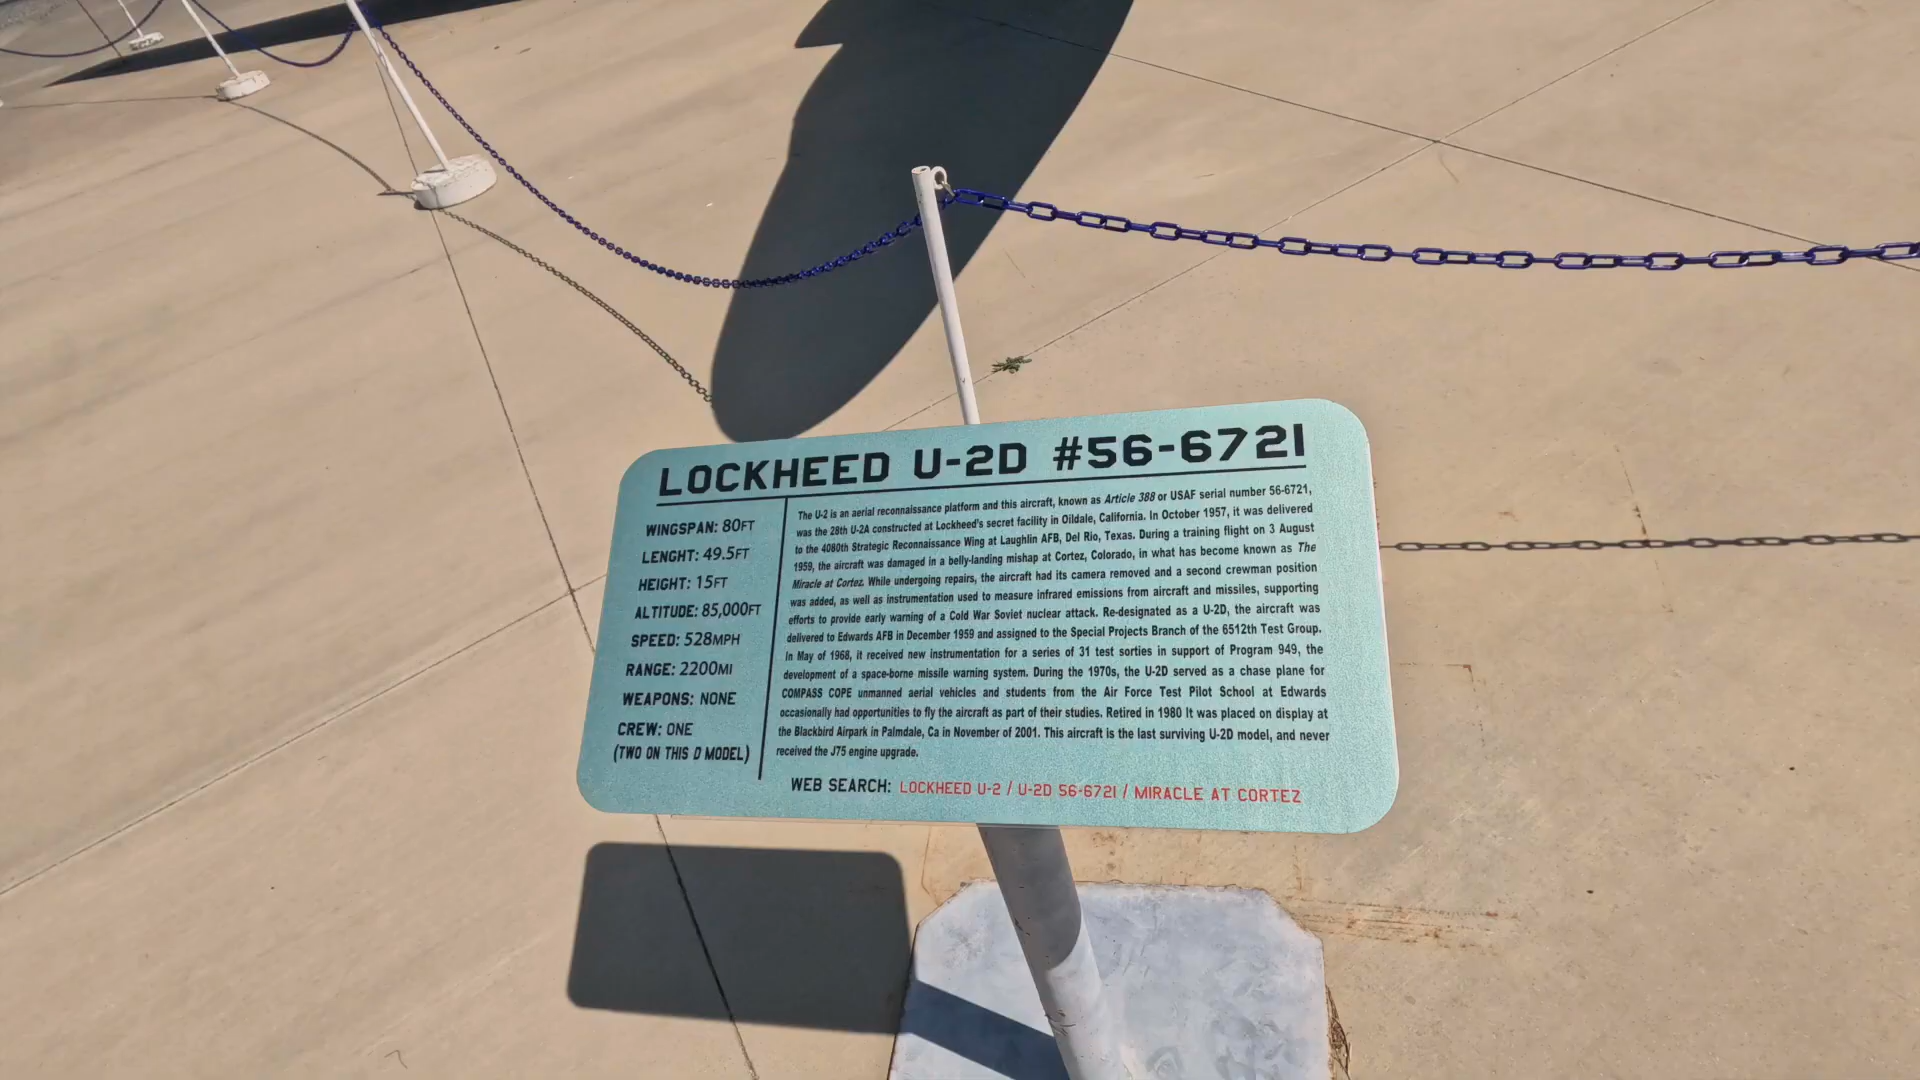 LOCKHEED U-2D #56-6721
WINGSPAN: 80FT
LENGHT: 49.5FT
HEIGHT: 15FT
ALTITUDE: 85,000FT
SPEED: 528MPH
RANGE: 2200MI
WEAPONS: NONE
CREW: ONE
(TWO ON THIS D MODEL)
The U-2 is an aerial reconnaissance platform and this aircraft, known as Article 388 or USAF serial number 56-6721,
was the 28th U-2A constructed at Lockheed's secret facility in Oildale, California. In October 1957, it was delivered
to the 4080th Strategic Reconnaissance Wing at Laughlin AFB, Del Rio, Texas. During a training flight on 3 August
1959, the aircraft was damaged in a belly-landing mishap at Cortez, Colorado, in what has become known as The
Miracle at Cortez. While undergoing repairs, the aircraft had its camera removed and a second crewman position
was added, as well as instrumentation used to measure infrared emissions from aircraft and missiles, supporting
efforts to provide early warning of a Cold War Soviet nuclear attack. Re-designated as a U-2D, the aircraft was
delivered to Edwards AFB in December 1959 and assigned to the Special Projects Branch of the 6512th Test Group.
In May of 1968, it received new instrumentation for a series of 31 test sorties in support of Program 949, the
development of a space-borne missile warning system. During the 1970s, the U-2D served as a chase plane for
COMPASS COPE unmanned aerial vehicles and students from the Air Force Test Pilot School at Edwards
occasionally had opportunities to fly the aircraft as part of their studies. Retired in 1980 It was placed on display at
the Blackbird Airpark in Palmdale, Ca in November of 2001. This aircraft is the last surviving U-2D model, and never
received the J75 engine upgrade.
WEB SEARCH: LOCKHEED U-2 / U-2D 56-6721 / MIRACLE AT CORTEZ